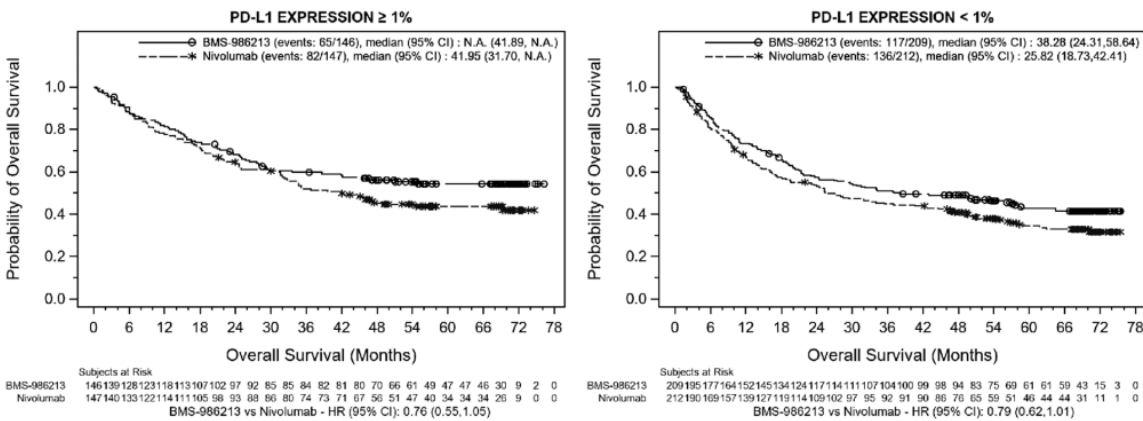 PD-L1 EXPRESSION ≥ 1%
BMS-986213 (events: 65/146), median (95% CI) : N.A. (41.89, N.A.)
Nivolumab (events: 82/147), median (95% CI) : 41.95 (31.70, N.A.)
Probability of Overall Survival
1.0
0.8
0.6
0.4
0.2
0.0
0 6 12 18 24 30 36 42 48 54 60 66 72 78
Overall Survival (Months)
Subjects at Risk
BMS-986213 146 139 128 123 118 113 107 102 97 92 85 85 84 82 81 80 70 66 61 49 47 47 46 30 9 2 0
Nivolumab 147 140 133 122 114 111 105 98 93 88 86 80 74 73 71 67 56 51 47 40 34 34 34 26 9 0 0
BMS-986213 vs Nivolumab - HR (95% CI): 0.76 (0.55,1.05)
PD-L1 EXPRESSION < 1%
BMS-986213 (events: 117/209), median (95% CI) : 38.28 (24.31,58.64)
Nivolumab (events: 136/212), median (95% CI) : 25.82 (18.73,42.41)
Probability of Overall Survival
1.0
0.8
0.6
0.4
0.2
0.0
0 6 12 18 24 30 36 42 48 54 60 66 72 78
Overall Survival (Months)
Subjects at Risk
BMS-986213 209 195 177 164 152 145 134 124 117 114 111 107 104 100 99 98 94 83 75 69 61 61 59 43 15 3 0
Nivolumab 212 190 169 157 139 127 119 114 109 102 97 95 92 91 90 86 76 65 59 51 46 44 44 31 11 1 0
BMS-986213 vs Nivolumab - HR (95% CI): 0.79 (0.62,1.01)